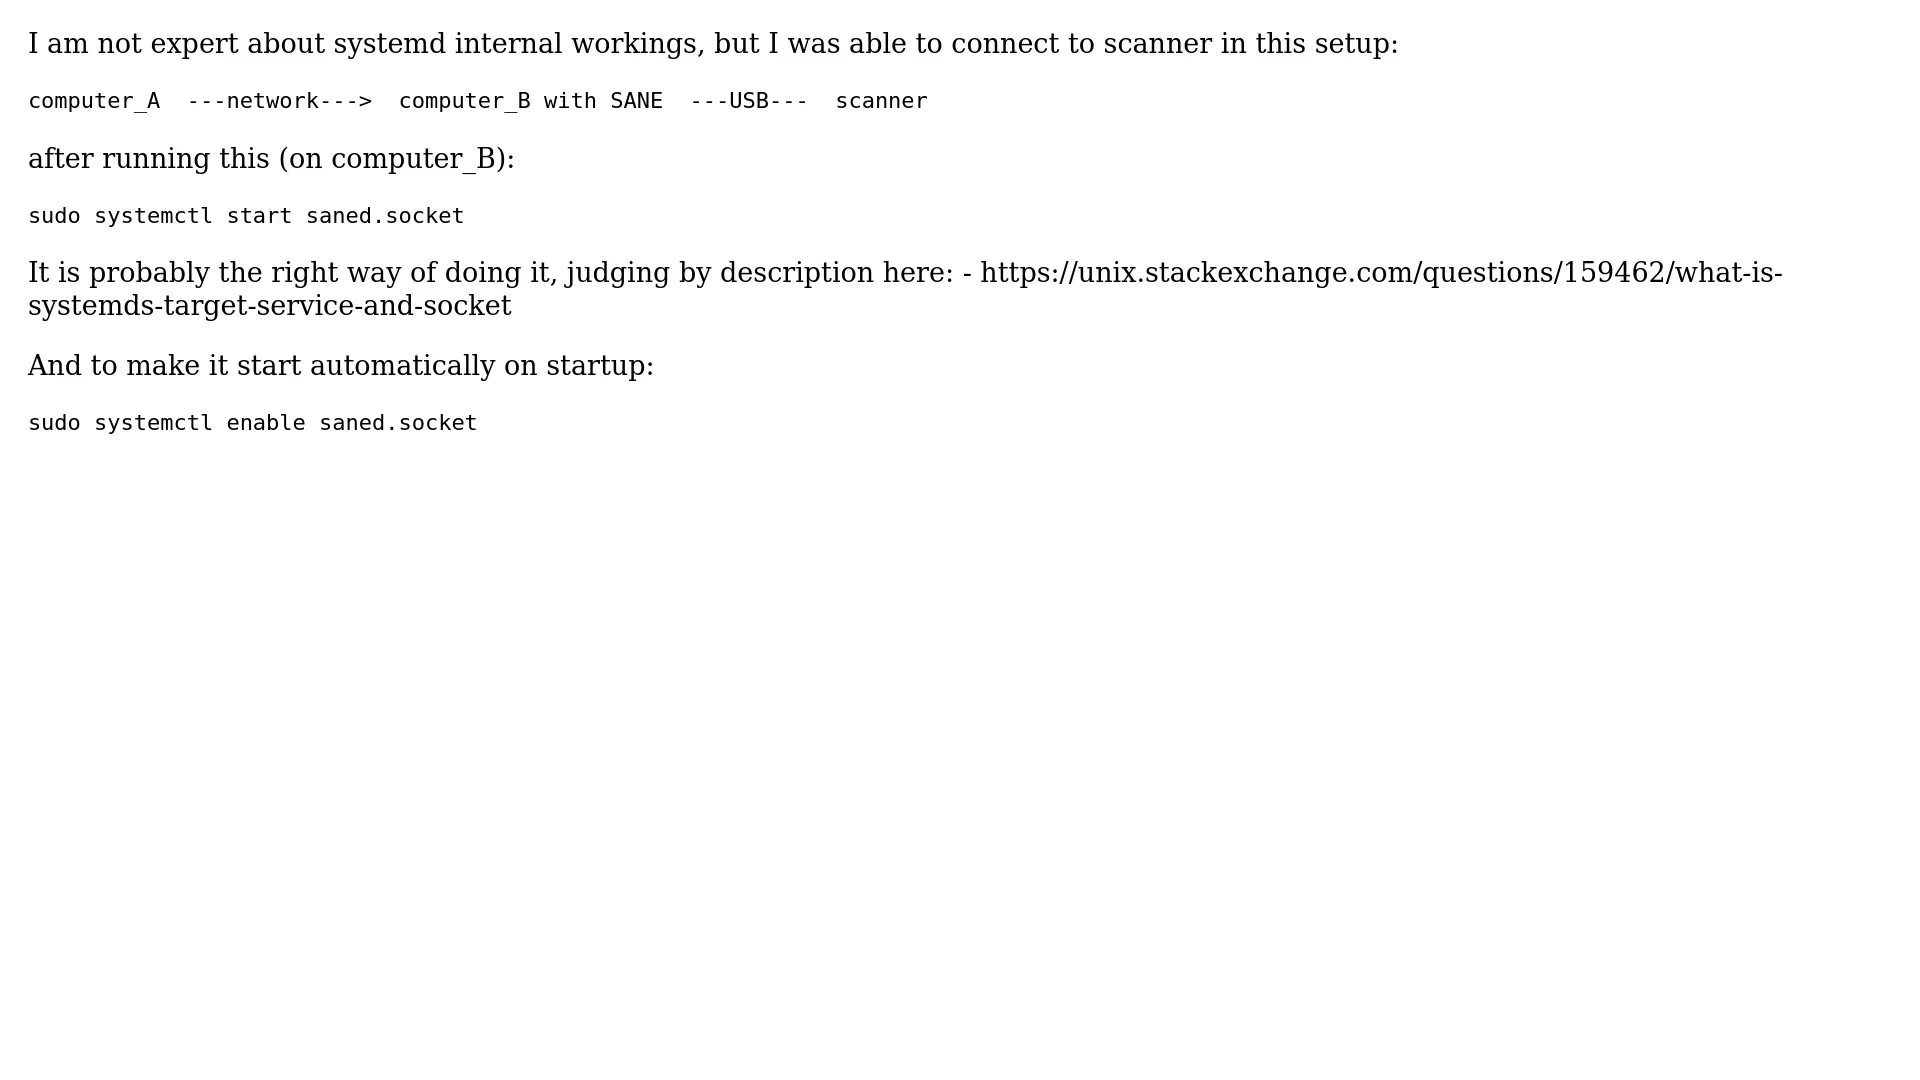 I am not expert about systemd internal workings, but I was able to connect to scanner in this setup:
computer_A  ---network--->  computer_B with SANE  ---USB---  scanner
after running this (on computer_B):
sudo systemctl start saned.socket
It is probably the right way of doing it, judging by description here: - https://unix.stackexchange.com/questions/159462/what-is-
systemds-target-service-and-socket
And to make it start automatically on startup:
sudo systemctl enable saned.socket